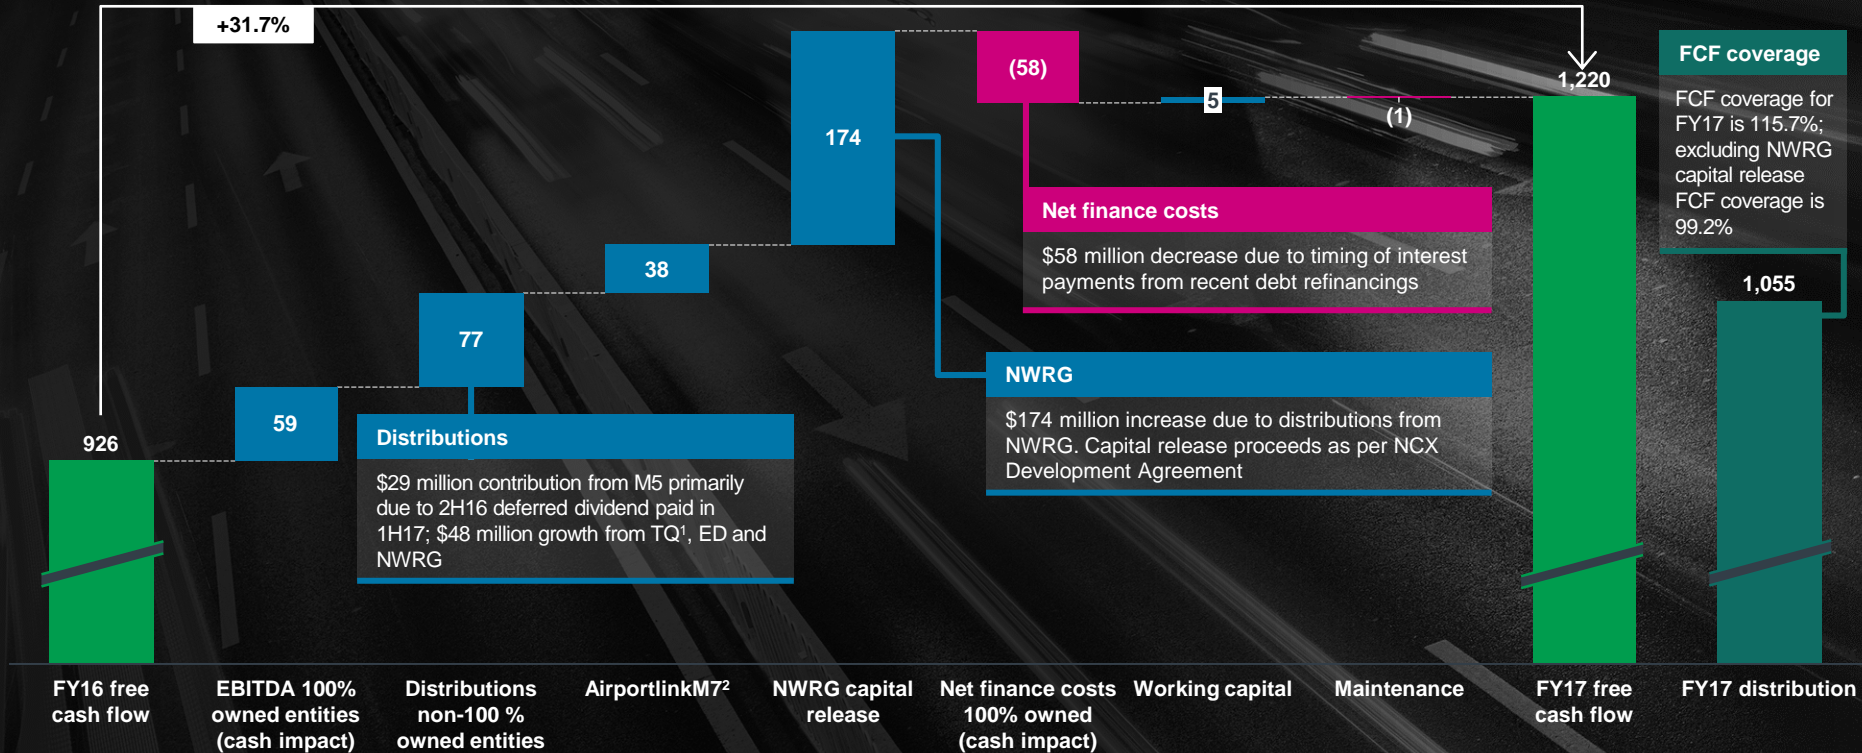 +31.7%
926
59
77
38
174
(58)
5
(1)
1,220
1,055
Distributions
$29 million contribution from M5 primarily
due to 2H16 deferred dividend paid in
1H17; $48 million growth from TQ¹, ED and
NWRG
Net finance costs
$58 million decrease due to timing of interest
payments from recent debt refinancings
NWRG
$174 million increase due to distributions from
NWRG. Capital release proceeds as per NCX
Development Agreement
FCF coverage
FCF coverage for
FY17 is 115.7%;
excluding NWRG
capital release
FCF coverage is
99.2%
FY16 free
cash flow
EBITDA 100%
owned entities
(cash impact)
Distributions
non-100 %
owned entities
AirportlinkM7²
NWRG capital
release
Net finance costs
100% owned
(cash impact)
Working capital
Maintenance
FY17 free
cash flow
FY17 distribution